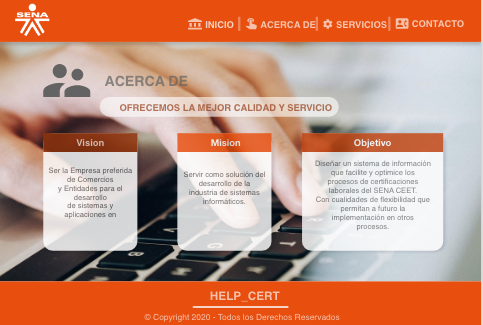 SENA
INICIO
ACERCA DE
SERVICIOS
CONTACTO
ACERCA DE
OFRECEMOS LA MEJOR CALIDAD Y SERVICIO
Vision
Ser la Empresa preferida
de Comercios
y Entidades para el
desarrollo
de sistemas y
aplicaciones en
Mision
Servir como solución del
desarrollo de la
industria de sistemas
informáticos.
Objetivo
Diseñar un sistema de información
que facilite y optimice los
procesos de certificaciones
laborales del SENA CEET.
Con cualidades de flexibilidad que
permitan a futuro la
implementación en otros
procesos.
HELP_CERT
© Copyright 2020 - Todos los Derechos Reservados